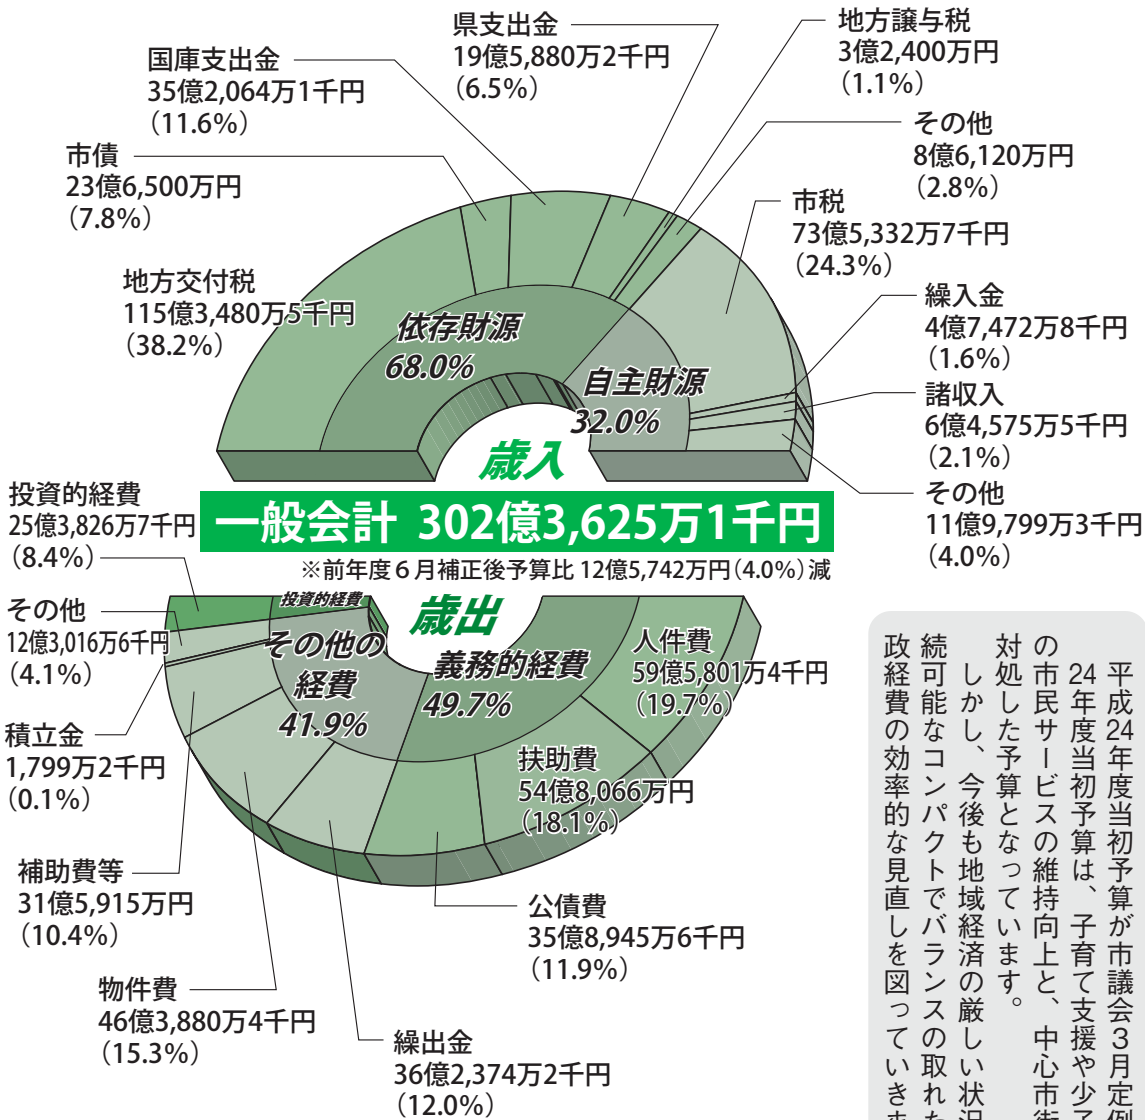 国庫支出金
35億2,064万1千円
（11.6%）
県支出金
19億5,880万2千円
（6.5%）
地方譲与税
3億2,400万円
（1.1%）
その他
8億6,120万円
（2.8%）
市債
23億6,500万円
（7.8%）
市税
73億5,332万7千円
（24.3%）
地方交付税
115億3,480万5千円
（38.2%）
繰入金
4億7,472万8千円
（1.6%）
諸収入
6億4,575万5千円
（2.1%）
その他
11億9,799万3千円
（4.0%）
依存財源
68.0%
自主財源
32.0%
歳入
一般会計 302億3,625万1千円
※前年度６月補正後予算比 12億5,742万円（4.0%）減
歳出
投資的経費
25億3,826万7千円
（8.4%）
その他
12億3,016万6千円
（4.1%）
積立金
1,799万2千円
（0.1%）
補助費等
31億5,915万円
（10.4%）
物件費
46億3,880万4千円
（15.3%）
繰出金
36億2,374万2千円
（12.0%）
公債費
35億8,945万6千円
（11.9%）
扶助費
54億8,066万円
（18.1%）
人件費
59億5,801万4千円
（19.7%）
投資的経費
その他の
経費
41.9%
義務的経費
49.7%
平成24年度当初予算が市議会３月定例
24年度当初予算は、子育て支援や少子
の市民サービスの維持向上と、中心市街
対処した予算となっています。
しかし、今後も地域経済の厳しい状況
続可能なコンパクトでバランスの取れた
政経費の効率的な見直しを図っていきま